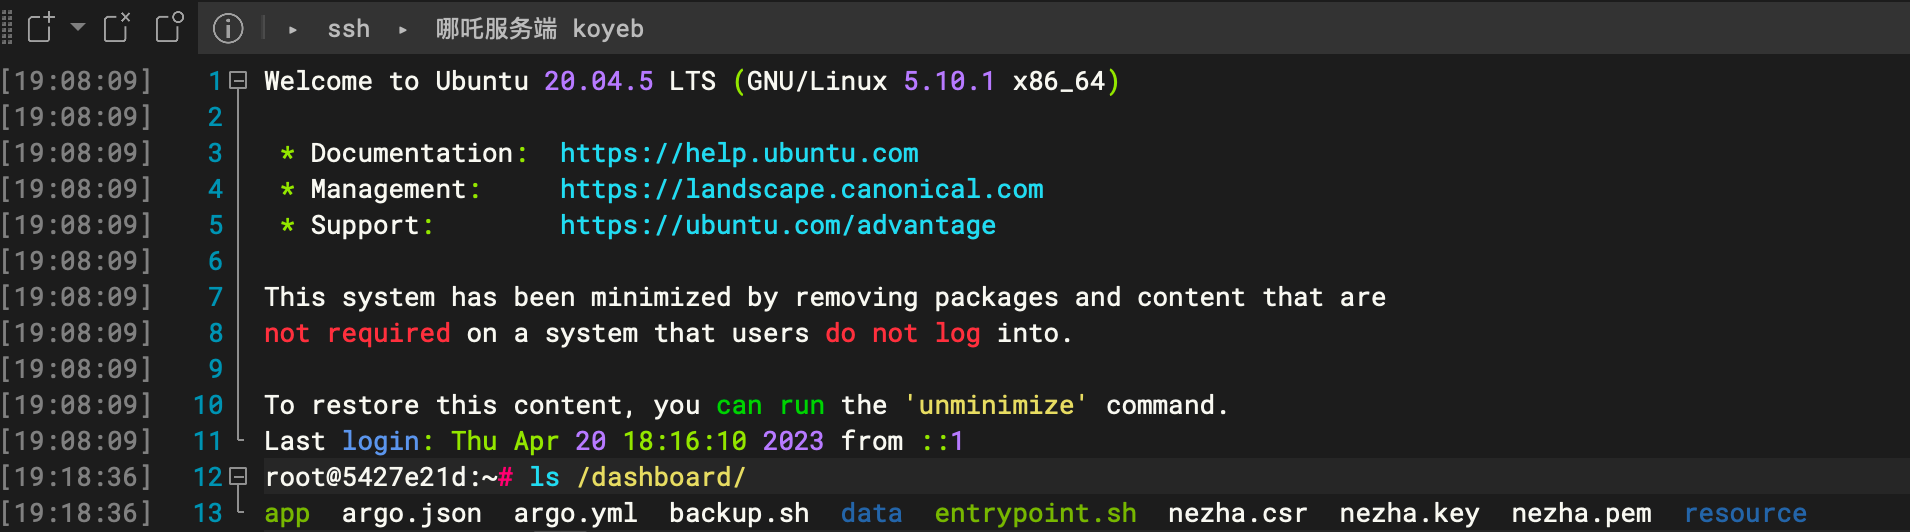 ssh ▸ 哪吒服务端 koyeb
[19:08:09] 1 Welcome to Ubuntu 20.04.5 LTS (GNU/Linux 5.10.1 x86_64)
[19:08:09] 2
[19:08:09] 3 * Documentation: https://help.ubuntu.com
[19:08:09] 4 * Management: https://landscape.canonical.com
[19:08:09] 5 * Support: https://ubuntu.com/advantage
[19:08:09] 6
[19:08:09] 7 This system has been minimized by removing packages and content that are
[19:08:09] 8 not required on a system that users do not log into.
[19:08:09] 9
[19:08:09] 10 To restore this content, you can run the 'unminimize' command.
[19:08:09] 11 Last login: Thu Apr 20 18:16:10 2023 from ::1
[19:18:36] 12 root@5427e21d:~# ls /dashboard/
[19:18:36] 13 app argo.json argo.yml backup.sh data entrypoint.sh nezha.csr nezha.key nezha.pem resource